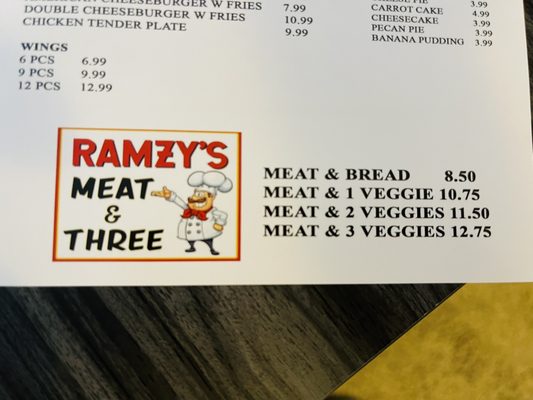 CHEESEBURGER W FRIES 7.99
DOUBLE CHEESEBURGER W FRIES 10.99
CHICKEN TENDER PLATE 9.99
WINGS
6 PCS 6.99
9 PCS 9.99
12 PCS 12.99
PIE 3.99
CARROT CAKE 4.99
CHEESECAKE 3.99
PECAN PIE 3.99
BANANA PUDDING 3.99
RAMZY'S
MEAT
&
THREE
MEAT & BREAD 8.50
MEAT & 1 VEGGIE 10.75
MEAT & 2 VEGGIES 11.50
MEAT & 3 VEGGIES 12.75